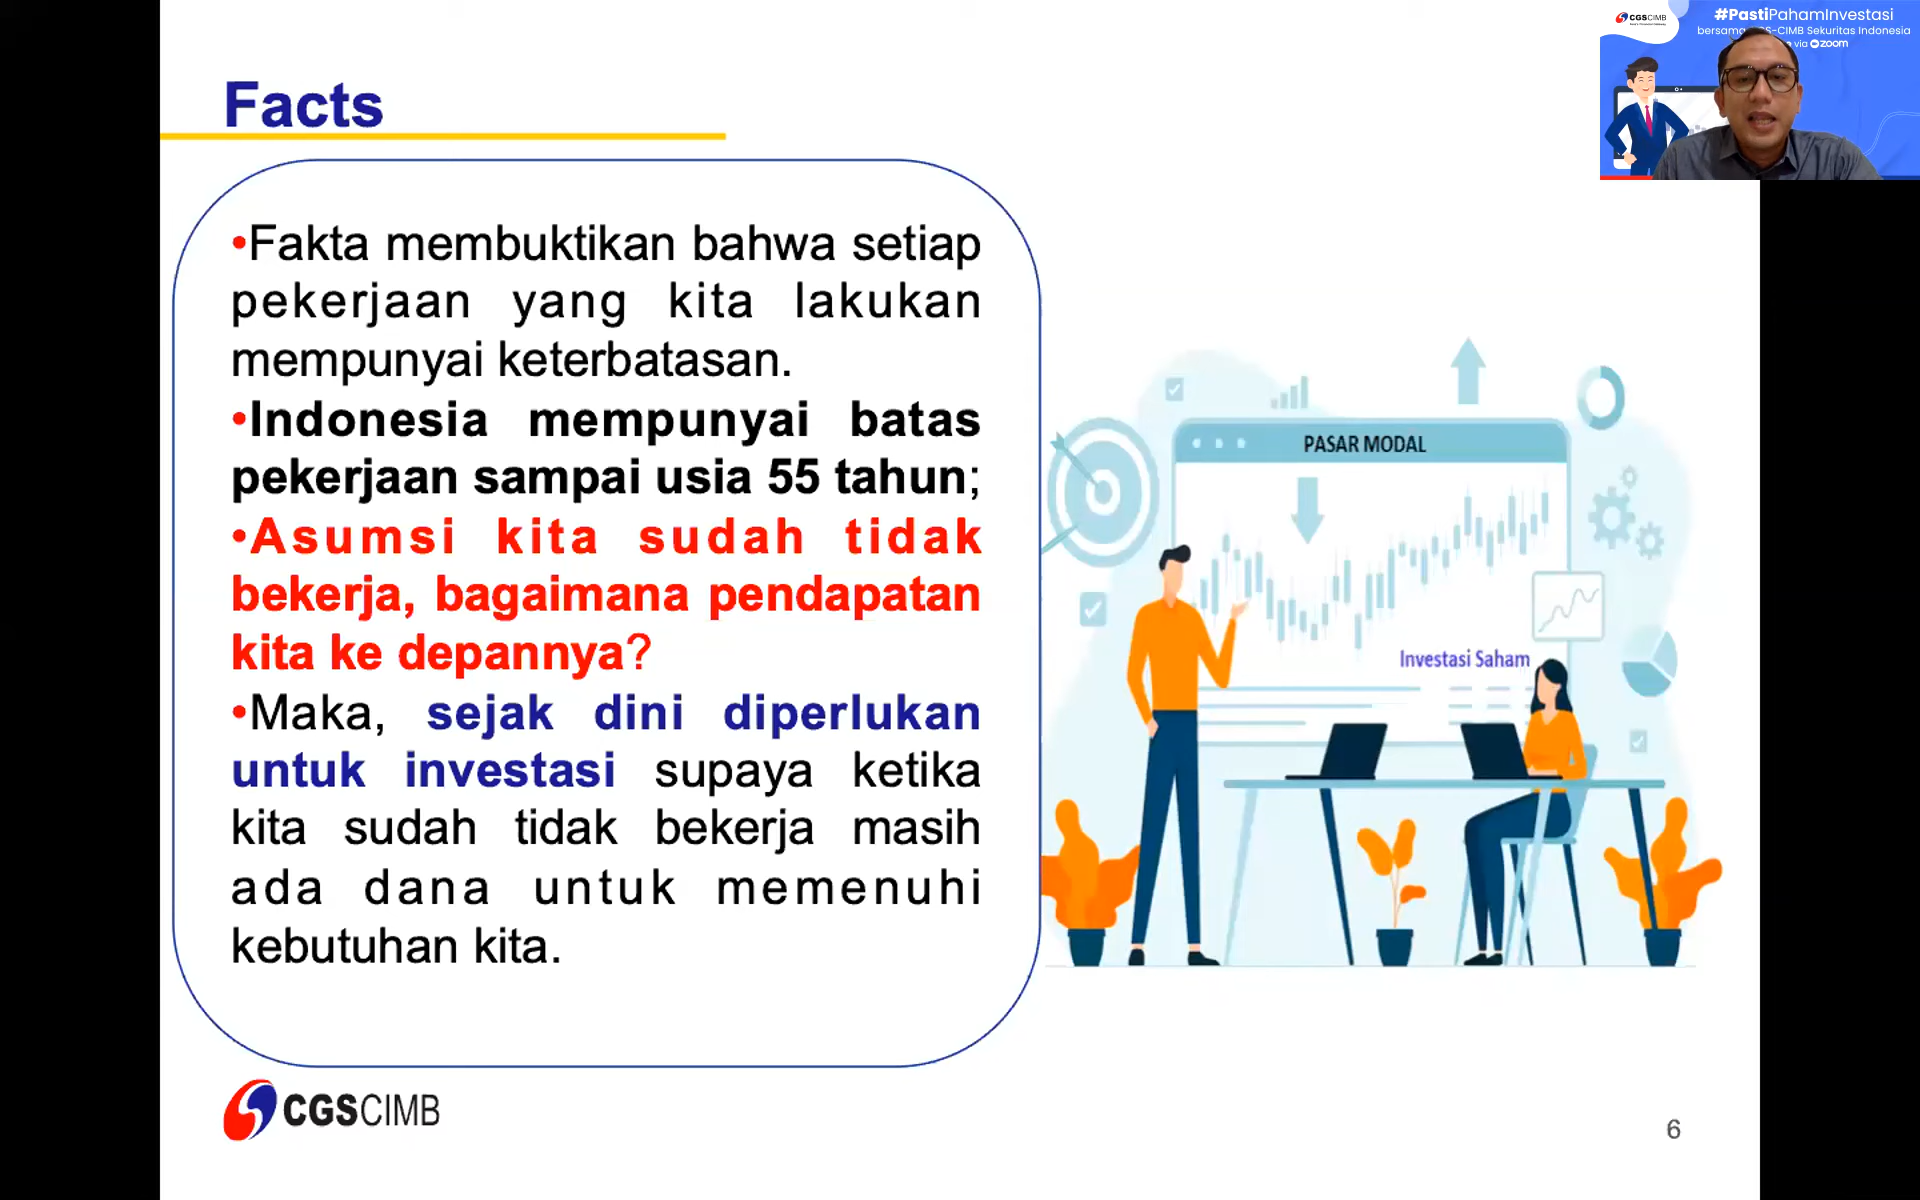 Facts
•Fakta membuktikan bahwa setiap
pekerjaan yang kita lakukan
mempunyai keterbatasan.
•Indonesia mempunyai batas
pekerjaan sampai usia 55 tahun;
•Asumsi kita sudah tidak
bekerja, bagaimana pendapatan
kita ke depannya?
•Maka, sejak dini diperlukan
untuk investasi supaya ketika
kita sudah tidak bekerja masih
ada dana untuk memenuhi
kebutuhan kita.
PASAR MODAL
Investasi Saham
CGSCIMB
6
CGSCIMB
#PastiPahamInvestasi
bersama S-CIMB Sekuritas Indonesia
via zoom